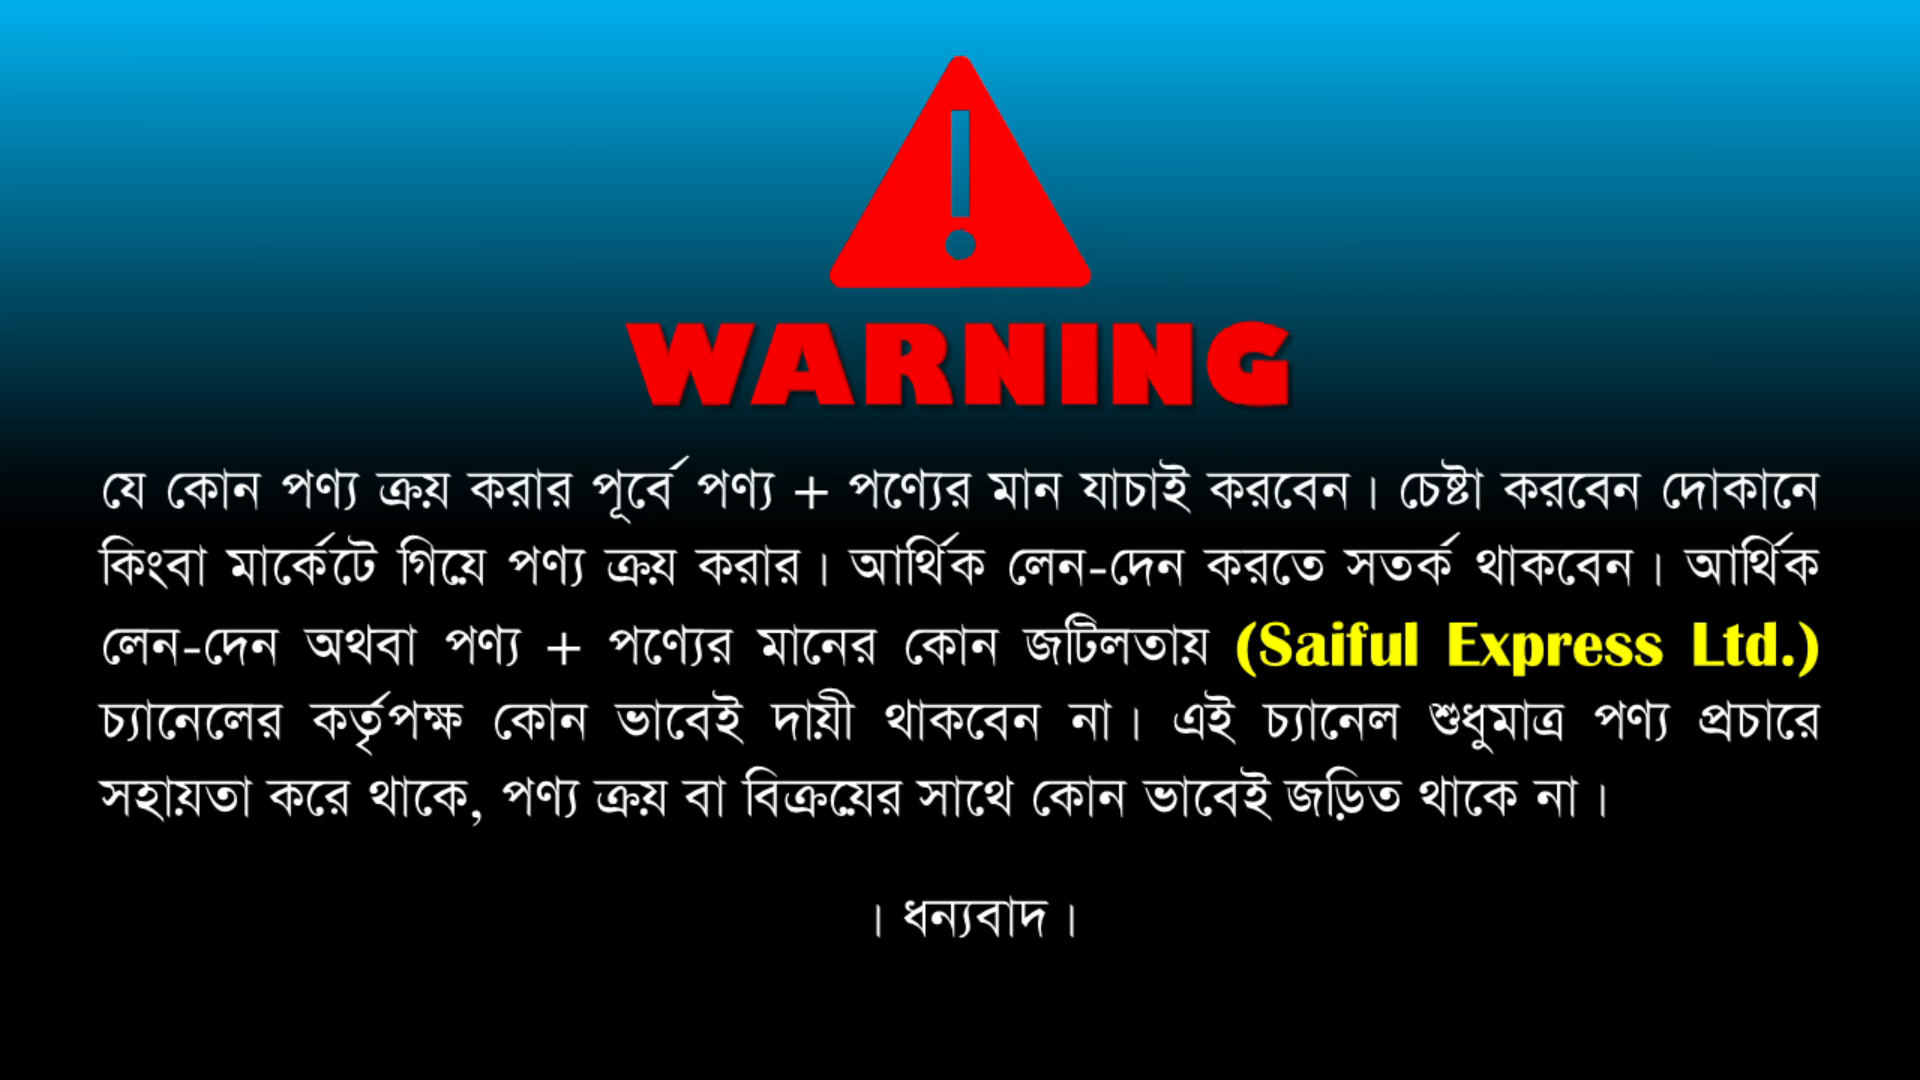 WARNING
যে কোন পণ্য ক্রয় করার পূর্বে পণ্য + পণ্যের মান যাচাই করবেন। চেষ্টা করবেন দোকানে
কিংবা মার্কেটে গিয়ে পণ্য ক্রয় করার। আর্থিক লেন-দেন করতে সতর্ক থাকবেন। আর্থিক
লেন-দেন অথবা পণ্য + পণ্যের মানের কোন জটিলতায় (Saiful Express Ltd.)
চ্যানেলের কর্তৃপক্ষ কোন ভাবেই দায়ী থাকবেন না। এই চ্যানেল শুধুমাত্র পণ্য প্রচারে
সহায়তা করে থাকে, পণ্য ক্রয় বা বিক্রয়ের সাথে কোন ভাবেই জড়িত থাকে না।
। ধন্যবাদ।